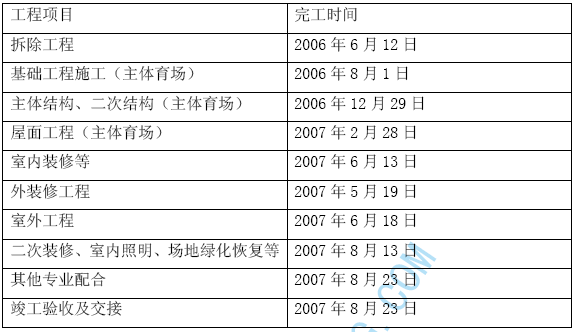 工程项目 完工时间
拆除工程 2006 年 6 月 12 日
基础工程施工（主体育场） 2006 年 8 月 1 日
主体结构、二次结构（主体育场） 2006 年 12 月 29 日
屋面工程（主体育场） 2007 年 2 月 28 日
室内装修等 2007 年 6 月 13 日
外装修工程 2007 年 5 月 19 日
室外工程 2007 年 6 月 18 日
二次装修、室内照明、场地绿化恢复等 2007 年 8 月 13 日
其他专业配合 2007 年 8 月 23 日
竣工验收及交接 2007 年 8 月 23 日
.COM